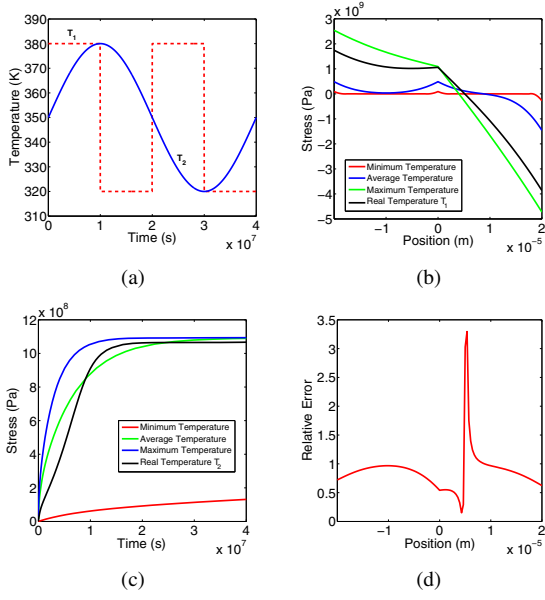 390
380
370
360
350
340
330
320
310
0
1
2
3
4
T1
T2
Temperature (K)
Time (s)
x 10^7
(a)
x 10^9
3
2
1
0
−1
−2
−3
−4
−5
−1
0
1
2
Minimum Temperature
Average Temperature
Maximum Temperature
Real Temperature T1
Stress (Pa)
Position (m)
x 10^-5
(b)
12 x 10^8
10
8
6
4
2
0
0
1
2
3
4
Minimum Temperature
Average Temperature
Maximum Temperature
Real Temperature T2
Stress (Pa)
Time (s)
x 10^7
(c)
3.5
3
2.5
2
1.5
1
0.5
0
−1
0
1
2
Relative Error
Position (m)
x 10^-5
(d)